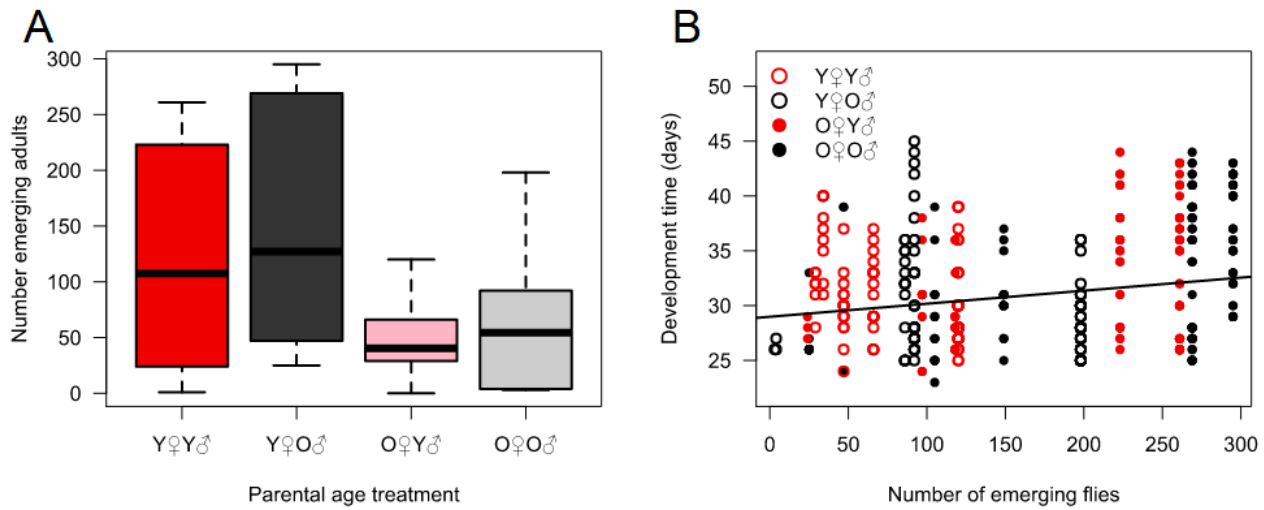 A
Number emerging adults
300
250
200
150
100
50
0
Y♀Y♂
Y♀O♂
O♀Y♂
O♀O♂
Parental age treatment
B
Development time (days)
50
45
40
35
30
25
Y♀Y♂
Y♀O♂
O♀Y♂
O♀O♂
0 50 100 150 200 250 300
Number of emerging flies